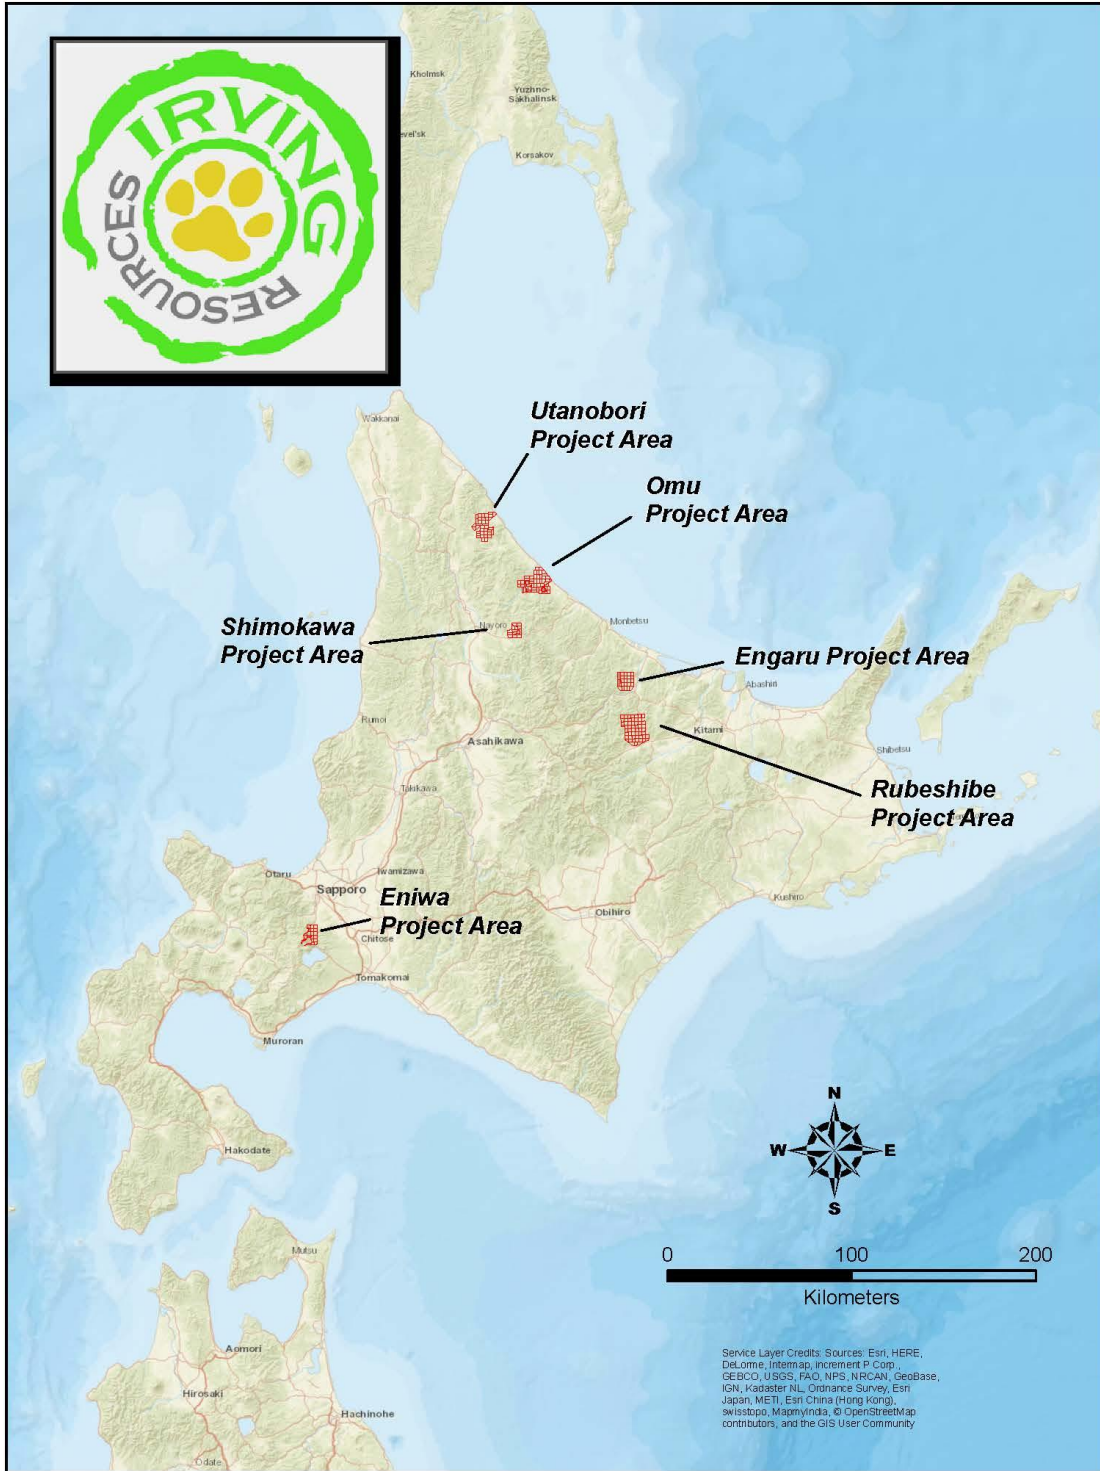 IRVING
RESOURCES
Kholmsk
Yuzhno-
Sakhalinsk
evel'sk
Korsakov
Utanobori
Project Area
Wakkanai
Omu
Project Area
Shimokawa
Project Area
Nayoro
Monbetsu
Engaru Project Area
Abashiri
Rumoi
Asahikawa
Kitami
Shibetsu
Takikawa
Rubeshibe
Project Area
Otaru
Iwamizawa
Sapporo
Eniwa
Project Area
Obihiro
Kushiro
Chitose
Tomakomai
Muroran
Hakodate
N
W
E
S
Mutsu
0 100 200
Kilometers
Aomori
Hirosaki
Hachinohe
Odate
Service Layer Credits: Sources: Esri, HERE,
DeLorme, Intermap, increment P Corp.,
GEBCO, USGS, FAO, NPS, NRCAN, GeoBase,
IGN, Kadaster NL, Ordnance Survey, Esri
Japan, METI, Esri China (Hong Kong),
swisstopo, MapmyIndia, © OpenStreetMap
contributors, and the GIS User Community